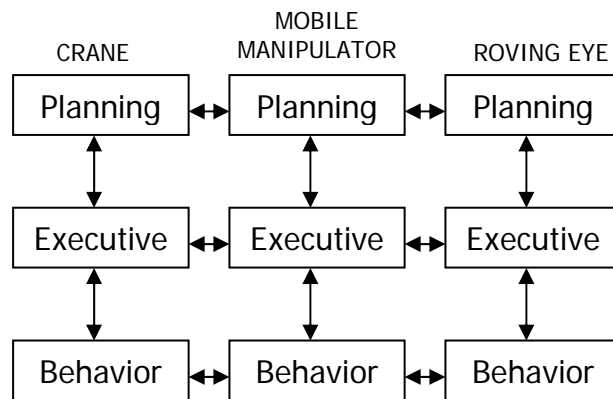 CRANE
MOBILE
MANIPULATOR
ROVING EYE
Planning
Planning
Planning
Executive
Executive
Executive
Behavior
Behavior
Behavior